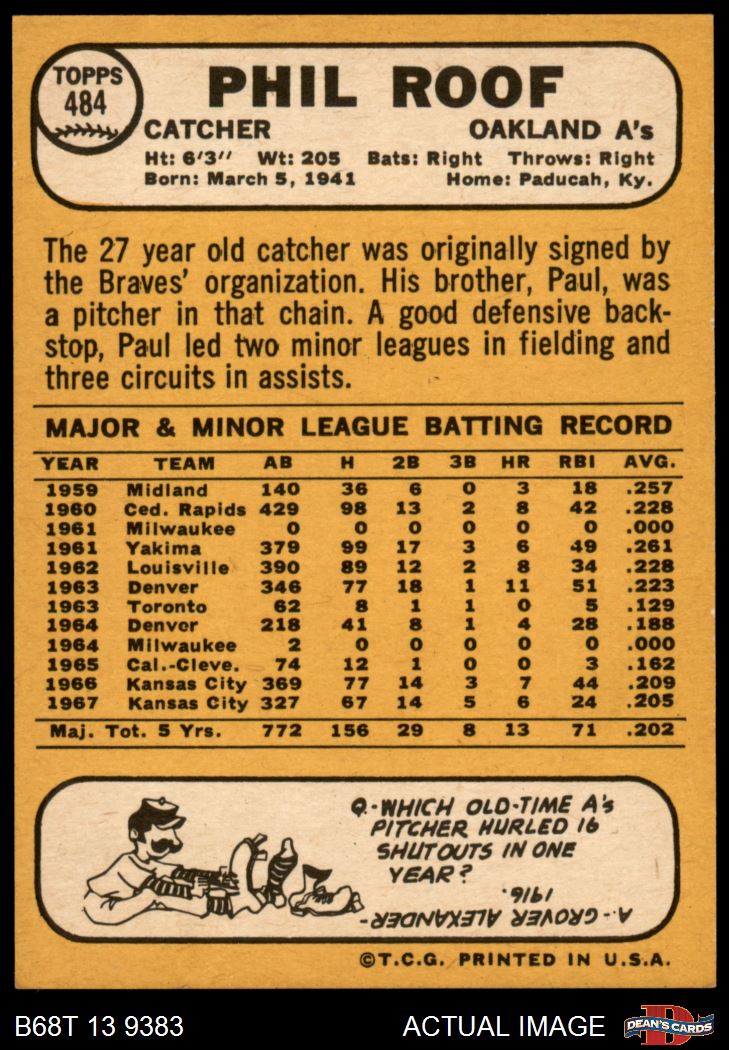 TOPPS
484
PHIL ROOF
CATCHER OAKLAND A's
Ht: 6'3" Wt: 205 Bats: Right Throws: Right
Born: March 5, 1941 Home: Paducah, Ky.
The 27 year old catcher was originally signed by
the Braves' organization. His brother, Paul, was
a pitcher in that chain. A good defensive back-
stop, Paul led two minor leagues in fielding and
three circuits in assists.
MAJOR & MINOR LEAGUE BATTING RECORD
YEAR TEAM AB H 2B 3B HR RBI AVG.
1959 Midland 140 36 6 0 3 18 .257
1960 Ced. Rapids 429 98 13 2 8 42 .228
1961 Milwaukee 0 0 0 0 0 0 .000
1961 Yakima 379 99 17 3 6 49 .261
1962 Louisville 390 89 12 2 8 34 .228
1963 Denver 346 77 18 1 11 51 .223
1963 Toronto 62 8 1 1 0 5 .129
1964 Denver 218 41 8 1 4 28 .188
1964 Milwaukee 2 0 0 0 0 0 .000
1965 Cal.-Cleve. 74 12 1 0 0 3 .162
1966 Kansas City 369 77 14 3 7 44 .209
1967 Kansas City 327 67 14 5 6 24 .205
Maj. Tot. 5 Yrs. 772 156 29 8 13 71 .202
Q.-WHICH OLD-TIME A's
PITCHER HURLED 16
SHUTOUTS IN ONE
YEAR?
A.-GROVER ALEXANDER-
1916.
©T.C.G. PRINTED IN U.S.A.
B68T 13 9383 ACTUAL IMAGE
D
DEAN'S CARDS